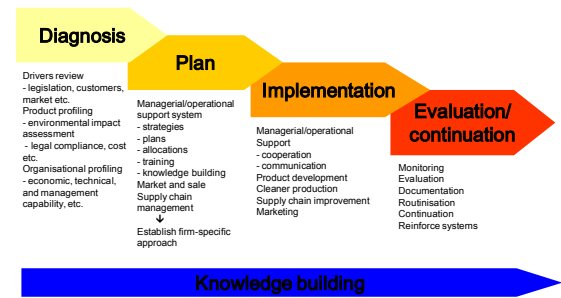 Diagnosis
Drivers review
- legislation, customers,
market etc.
Product profiling
- environmental impact
assessment
- legal compliance, cost
etc.
Organisational profiling
- economic, technical,
and management
capability, etc.
Plan
Managerial/operational
support system
- strategies
- plans
- allocations
- training
- knowledge building
Market and sale
Supply chain
management
Establish firm-specific
approach
Implementation
Managerial/operational
Support
- cooperation
- communication
Product development
Cleaner production
Supply chain improvement
Marketing
Evaluation/
continuation
Monitoring
Evaluation
Documentation
Routinisation
Continuation
Reinforce systems
Knowledge building